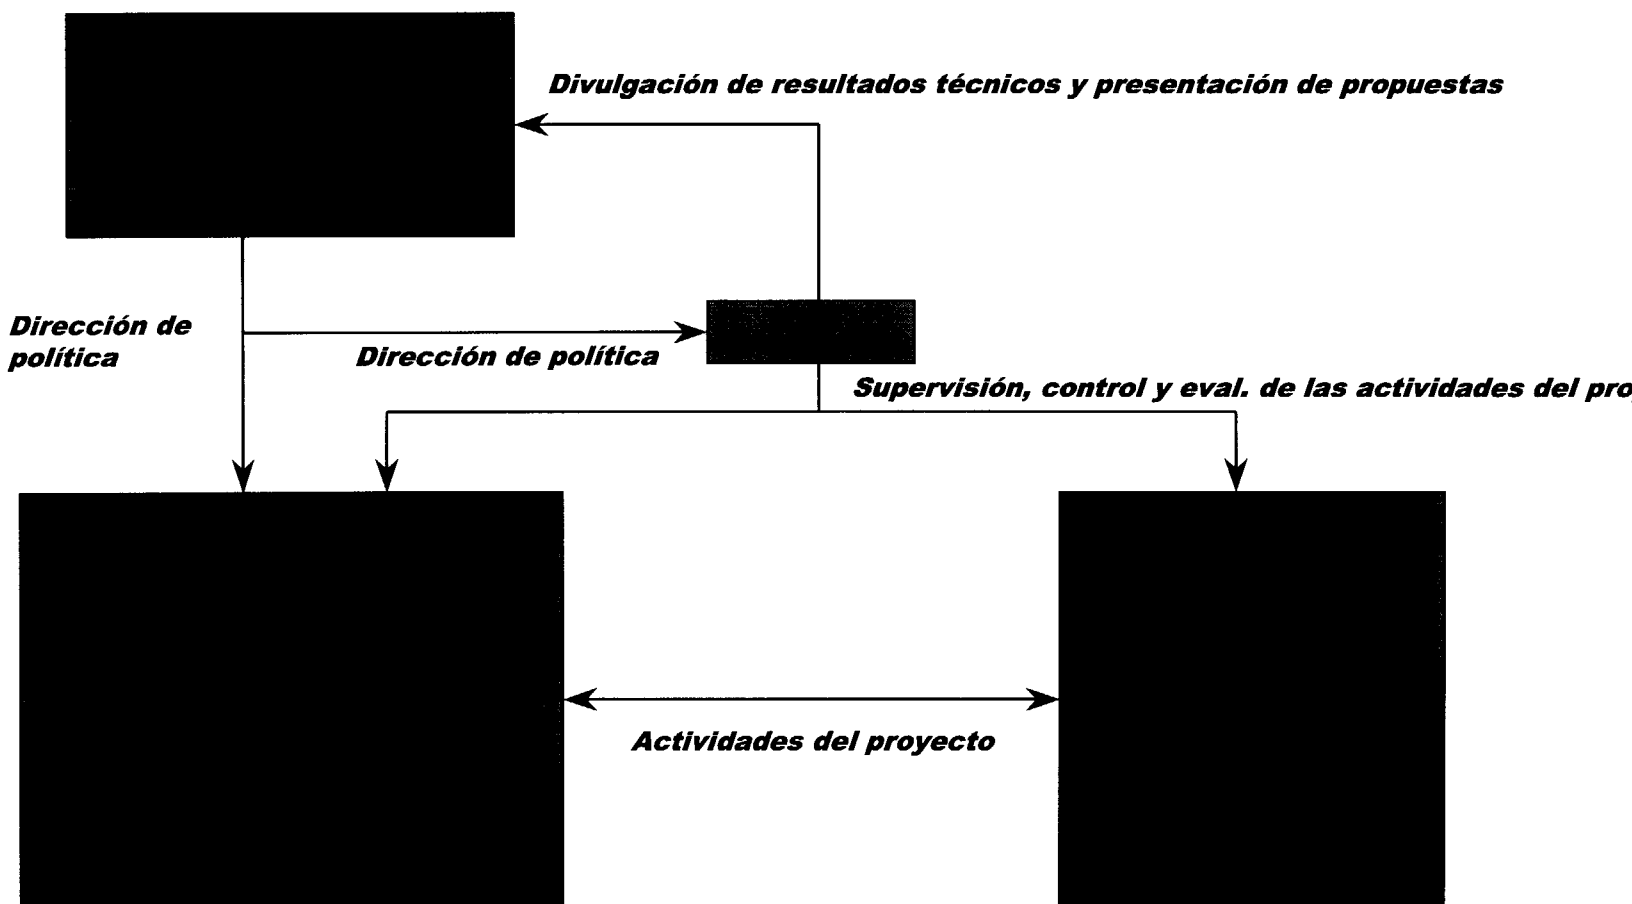 Divulgación de resultados técnicos y presentación de propuestas
Dirección de
política
Dirección de política
Supervisión, control y eval. de las actividades del
Actividades del proyecto